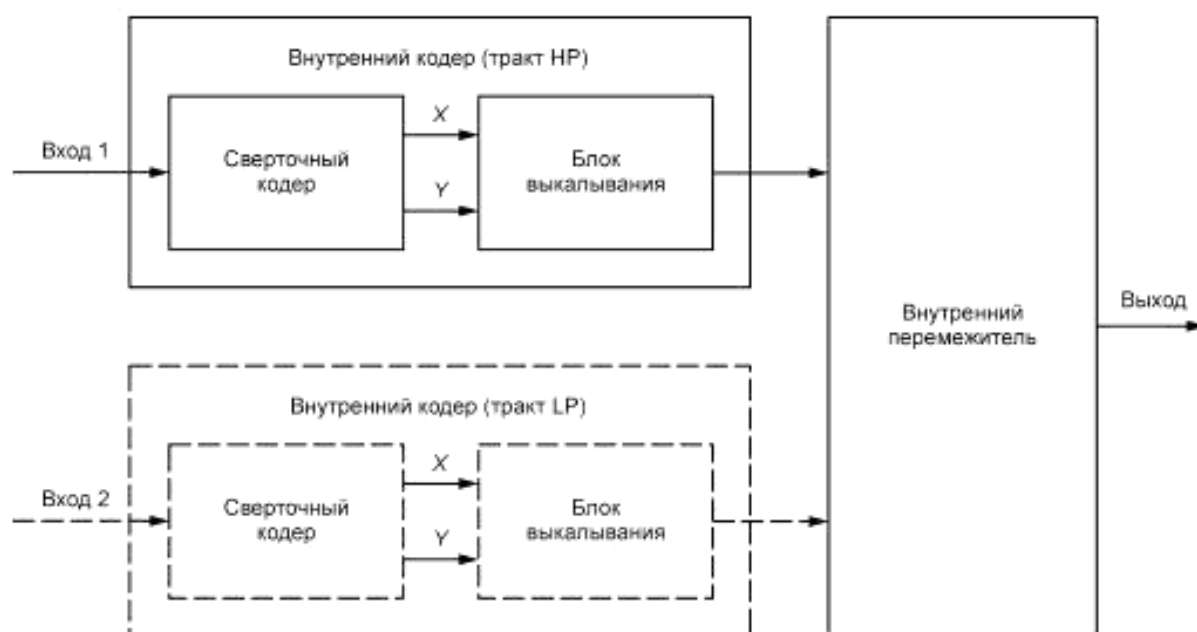 Внутренний кодер (тракт HP)
Вход 1
Сверточный
кодер
X
Y
Блок
выкалывания
Внутренний
перемежитель
Выход
Внутренний кодер (тракт LP)
Вход 2
Сверточный
кодер
X
Y
Блок
выкалывания